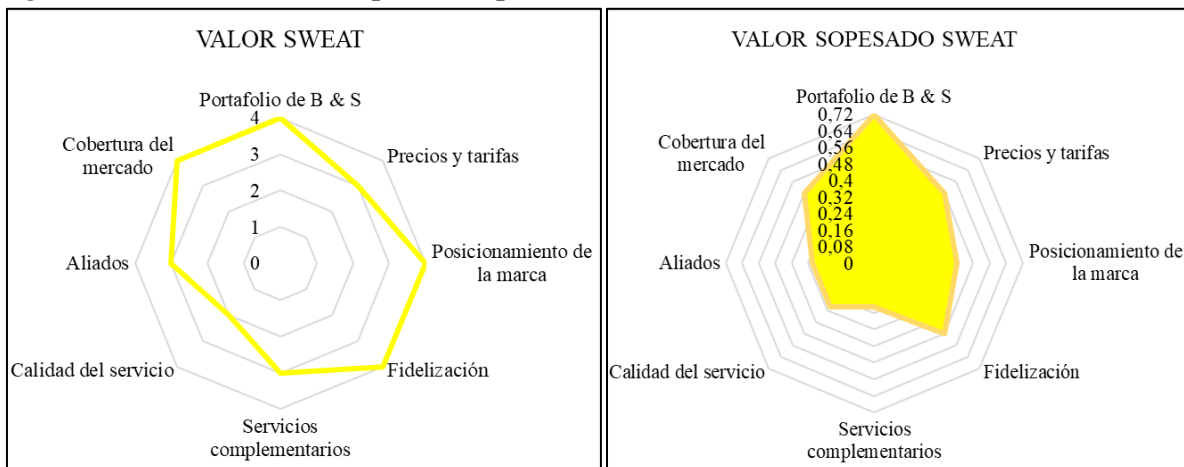 VALOR SWEAT
Portafolio de B & S
4
3
2
1
0
Precios y tarifas
Posicionamiento de
la marca
Fidelización
Servicios
complementarios
Calidad del servicio
Aliados
Cobertura del
mercado
VALOR SOPESADO SWEAT
Portafolio de B & S
0,72
0,64
0,56
0,48
0,4
0,32
0,24
0,16
0,08
0
Precios y tarifas
Posicionamiento de
la marca
Fidelización
Servicios
complementarios
Calidad del servicio
Aliados
Cobertura del
mercado